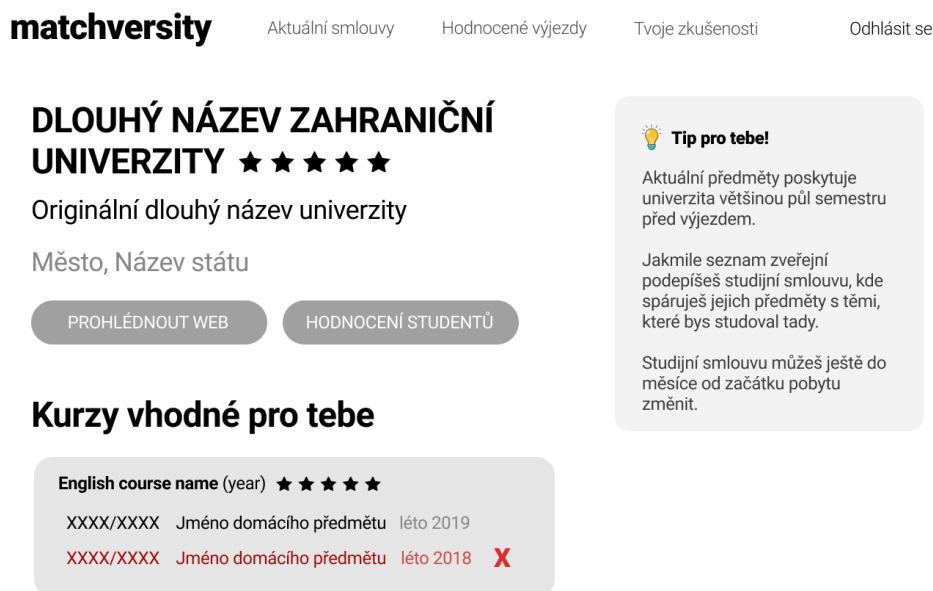 matchversity
Aktuální smlouvy
Hodnocené výjezdy
Tvoje zkušenosti
Odhlásit se
DLOUHÝ NÁZEV ZAHRANIČNÍ
UNIVERZITY
Originální dlouhý název univerzity
Město, Název státu
PROHLÉDNOUT WEB
HODNOCENÍ STUDENTŮ
Tip pro tebe!
Aktuální předměty poskytuje
univerzita většinou půl semestru
před výjezdem.
Jakmile seznam zveřejní
podepíšeš studijní smlouvu, kde
spáruješ jejich předměty s těmi,
které bys studoval tady.
Studijní smlouvu můžeš ještě do
měsíce od začátku pobytu
změnit.
Kurzy vhodné pro tebe
English course name (year)
XXXX/XXXX Jméno domácího předmětu léto 2019
XXXX/XXXX Jméno domácího předmětu léto 2018 X